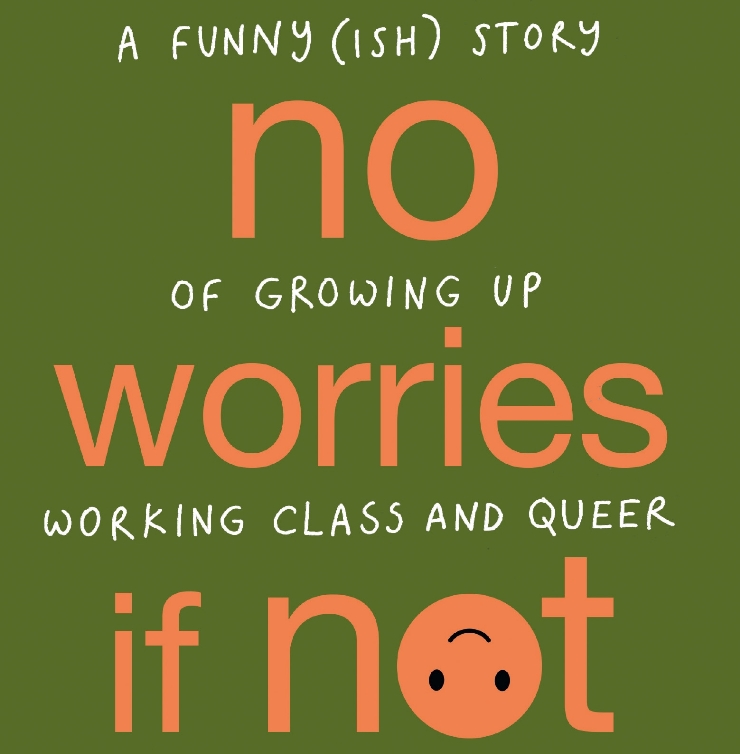 A FUNNY (ISH) STORY
no
OF GROWING UP
worries
WORKING CLASS AND QUEER
if not